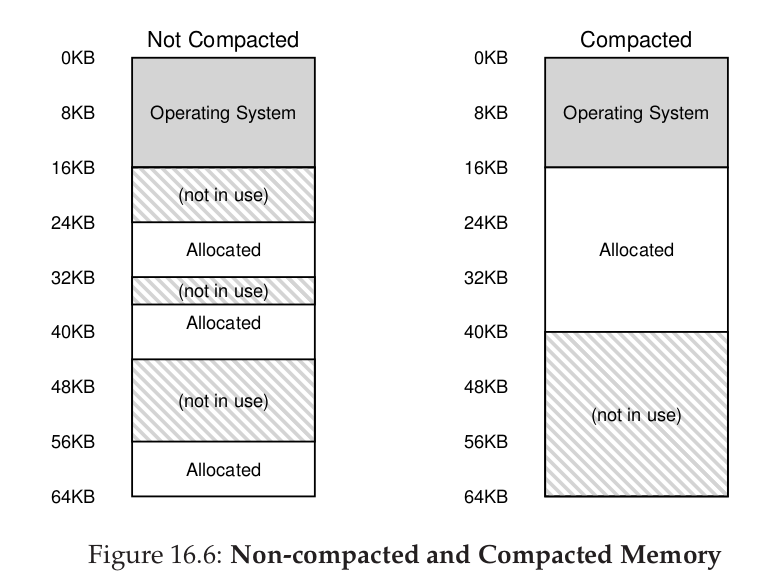 Not Compacted
0KB
Operating System
8KB
16KB
(not in use)
24KB
Allocated
32KB
(not in use)
Allocated
40KB
48KB
(not in use)
56KB
Allocated
64KB
Compacted
0KB
Operating System
8KB
16KB
24KB
Allocated
32KB
40KB
48KB
(not in use)
56KB
64KB
Figure 16.6: Non-compacted and Compacted Memory